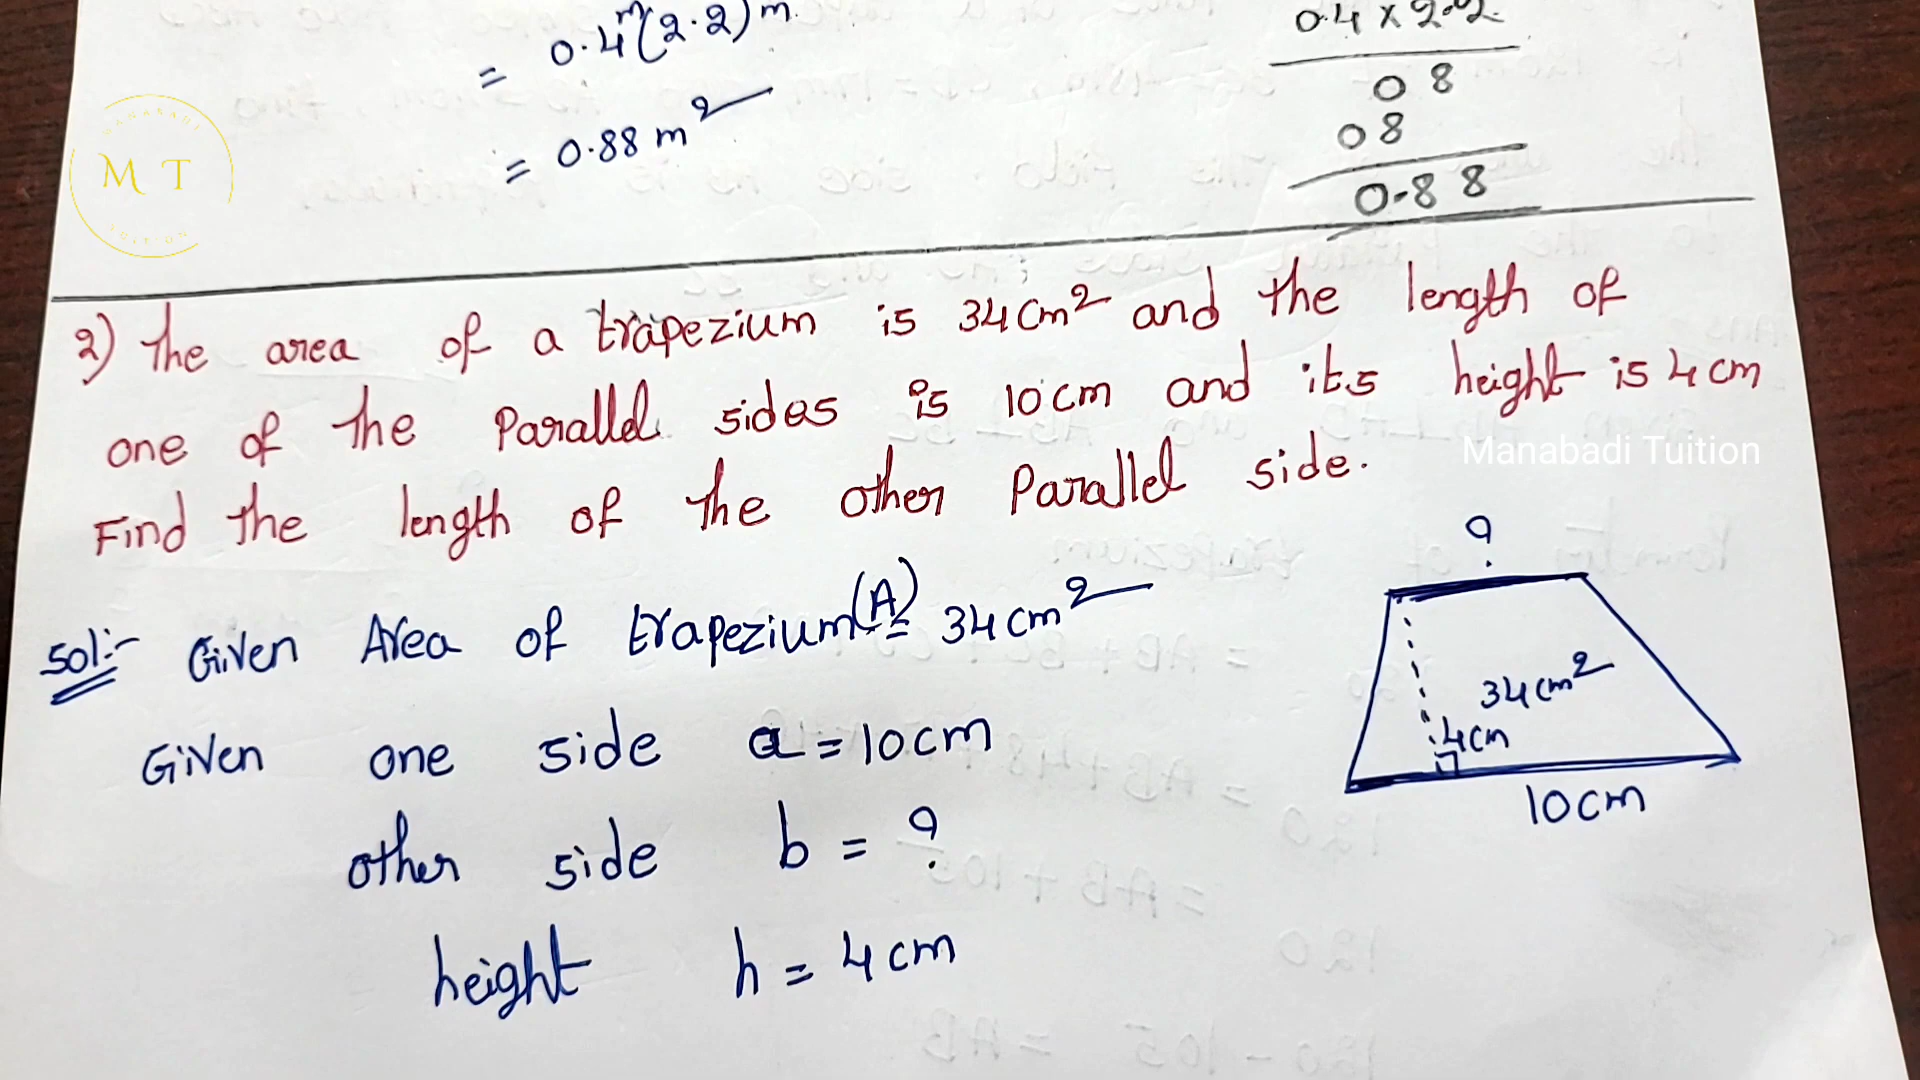 = 0.4m(2.2)m.
= 0.88 m2
0.4 x 2.2
0 8
0 8
0.88
M T
TUITION
2) The area of a trapezium is 34cm2 and the length of
one of the Parallel sides is 10cm and its height is 4cm
Manabadi Tuition
Find the length of the other Parallel side.
Sol:- Given Area of trapezium(A)= 34cm2
Given one side a = 10cm
other side b = ?
height h = 4cm
?
34cm2
4cm
10cm